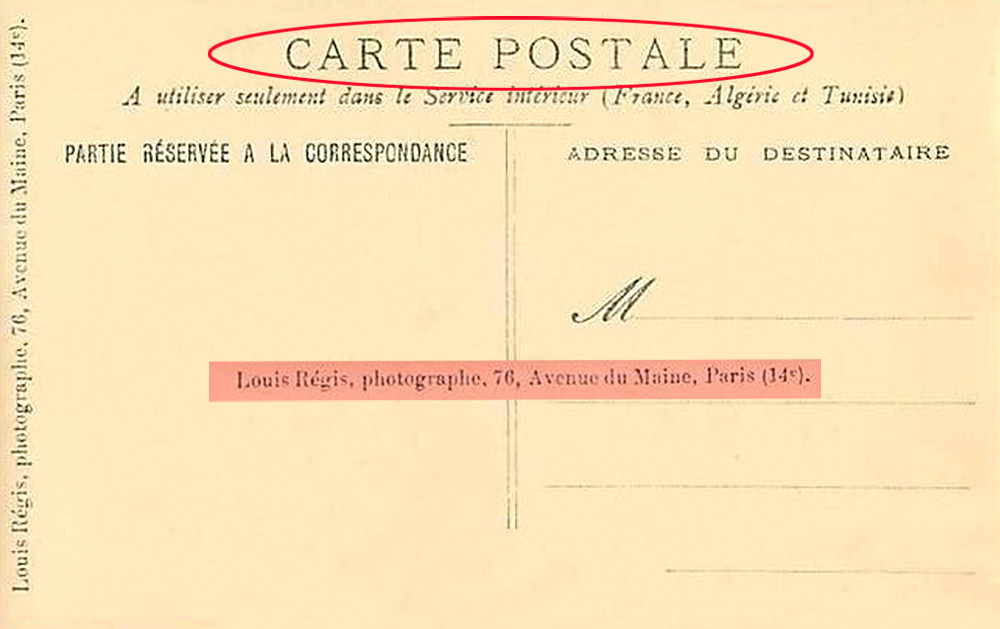 CARTE POSTALE
A utiliser seulement dans le Service intérieur (France, Algérie et Tunisie)
PARTIE RÉSERVÉE A LA CORRESPONDANCE
ADRESSE DU DESTINATAIRE
M
Louis Régis, photographe, 76, Avenue du Maine, Paris (14e).
Louis Régis, photographe, 76, Avenue du Maine, Paris (14e).